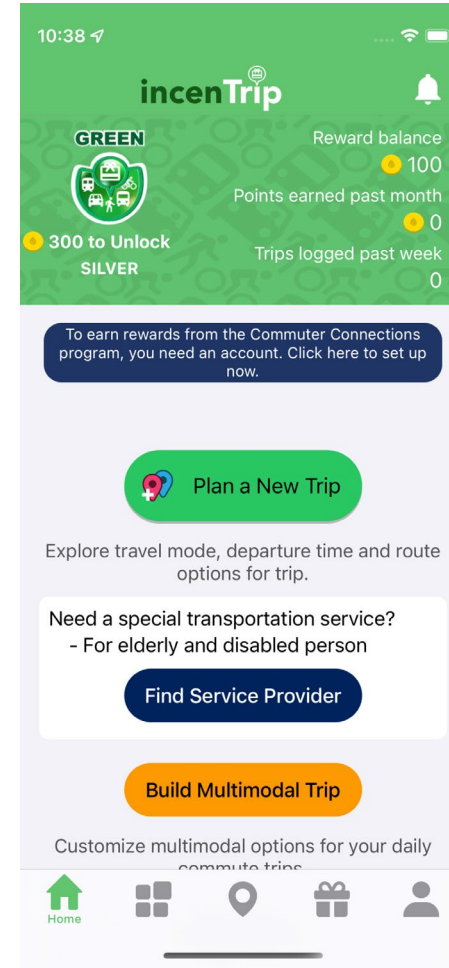 10:38
incenTrip
GREEN
300 to Unlock
SILVER
Reward balance
100
Points earned past month
0
Trips logged past week
0
To earn rewards from the Commuter Connections
program, you need an account. Click here to set up
now.
Plan a New Trip
Explore travel mode, departure time and route
options for trip.
Need a special transportation service?
- For elderly and disabled person
Find Service Provider
Build Multimodal Trip
Customize multimodal options for your daily
commute trips
Home